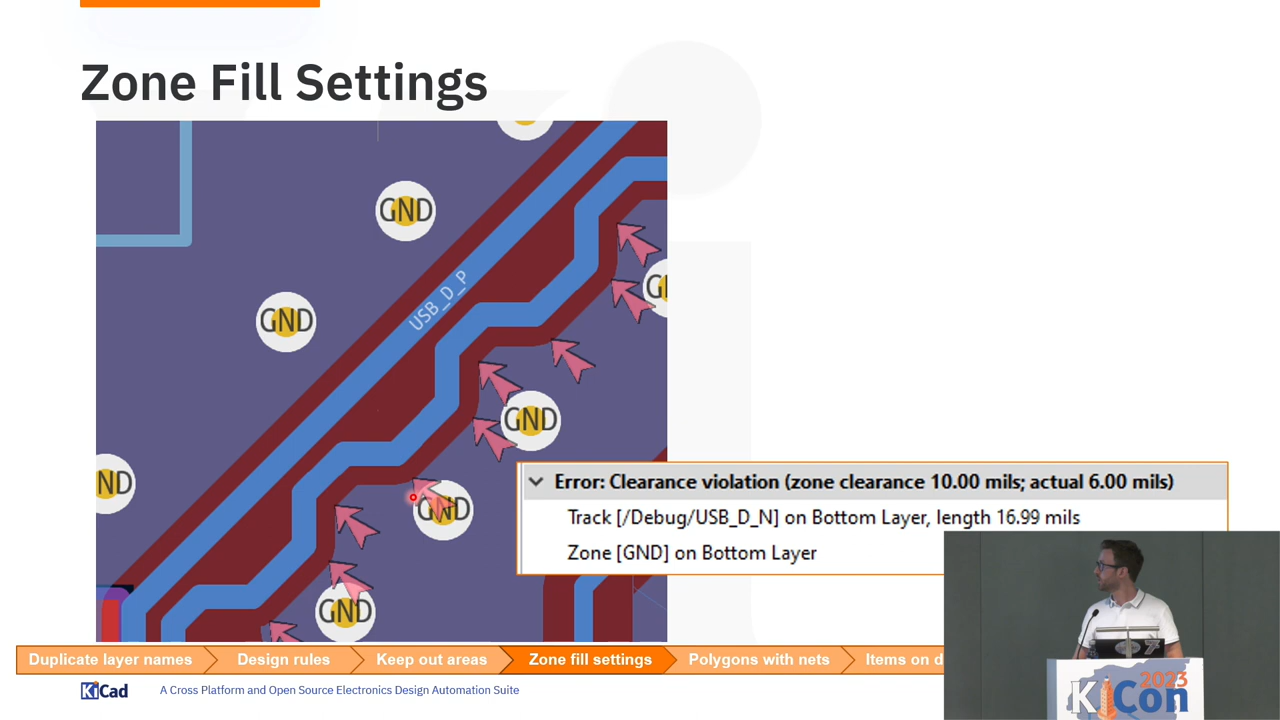 Zone Fill Settings
GND
USB_D_P
GND
GND
ND
GND
GND
Error: Clearance violation (zone clearance 10.00 mils; actual 6.00 mils)
Track [/Debug/USB_D_N] on Bottom Layer, length 16.99 mils
Zone [GND] on Bottom Layer
Duplicate layer names
Design rules
Keep out areas
Zone fill settings
Polygons with nets
Items on d
KiCad
A Cross Platform and Open Source Electronics Design Automation Suite
2023
KiCon